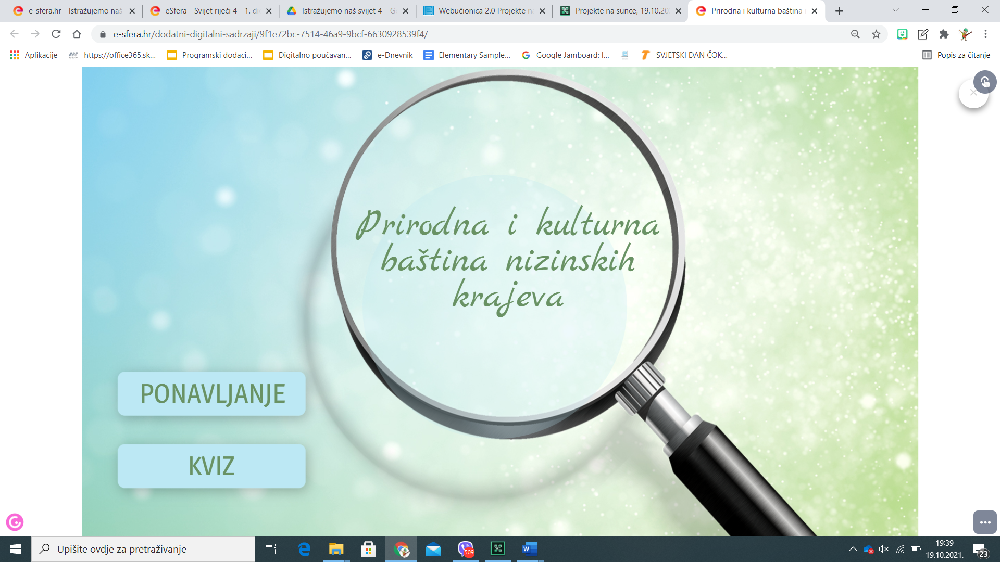 e-sfera.hr - Istražujemo naš
eSfera - Svijet riječi 4 - 1. di
Istražujemo naš svijet 4 – Go
Webučionica 2.0 Projekte na
Projekte na sunce, 19.10.20
Prirodna i kulturna baština
e-sfera.hr/dodatni-digitalni-sadrzaji/9f1e72bc-7514-46a9-9bcf-6630928539f4/
Aplikacije
https://office365.sk...
Programski dodaci...
Digitalno poučavan...
e-Dnevnik
Elementary Sample...
Google Jamboard: I...
SVJETSKI DAN ČOK...
Popis za čitanje
Prirodna i kulturna
baština nizinskih
krajeva
PONAVLJANJE
KVIZ
Upišite ovdje za pretraživanje
509
19:39
19.10.2021.
23